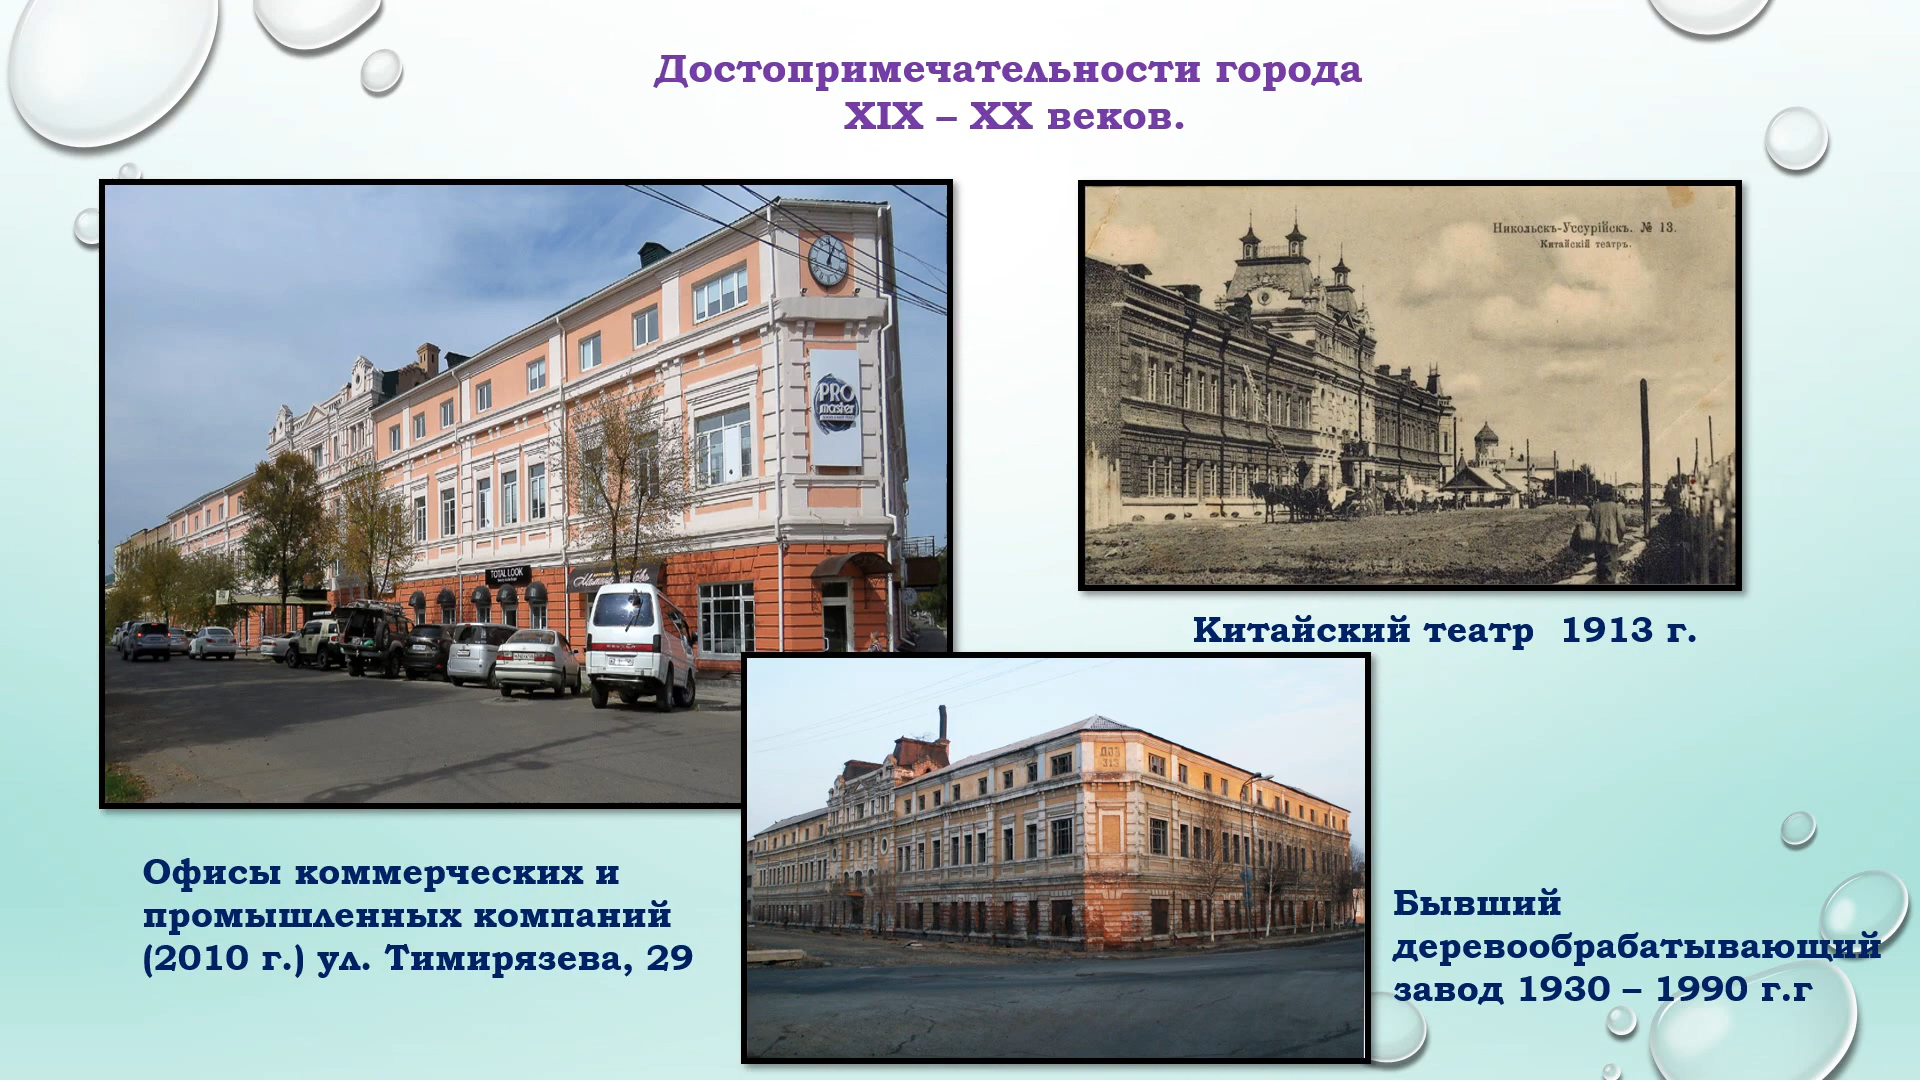 Достопримечательности города
XIX – XX веков.
Никольскъ-Уссурійскъ. № 13.
Китайскій театръ.
PRO
master
TOTAL LOOK
Китайский театр 1913 г.
ДОЗ
Офисы коммерческих и
промышленных компаний
(2010 г.) ул. Тимирязева, 29
Бывший
деревообрабатывающий
завод 1930 – 1990 г.г